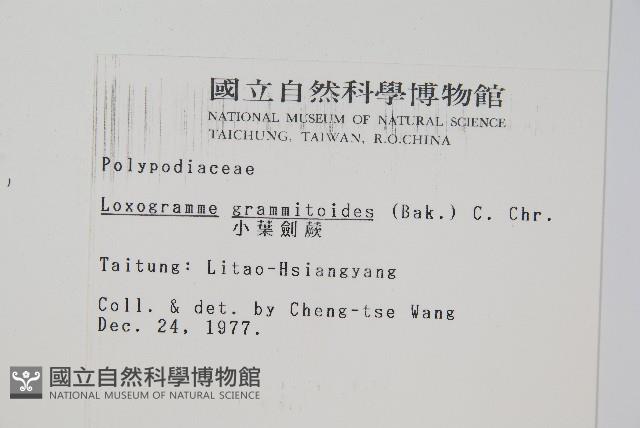 國立自然科學博物館
NATIONAL MUSEUM OF NATURAL SCIENCE
TAICHUNG, TAIWAN, R.O.CHINA
Polypodiaceae
Loxogramme grammitoides (Bak.) C. Chr.
小葉劍蕨
Taitung: Litao-Hsiangyang
Coll. & det. by Cheng-tse Wang
Dec. 24, 1977.
國立自然科學博物館
NATIONAL MUSEUM OF NATURAL SCIENCE